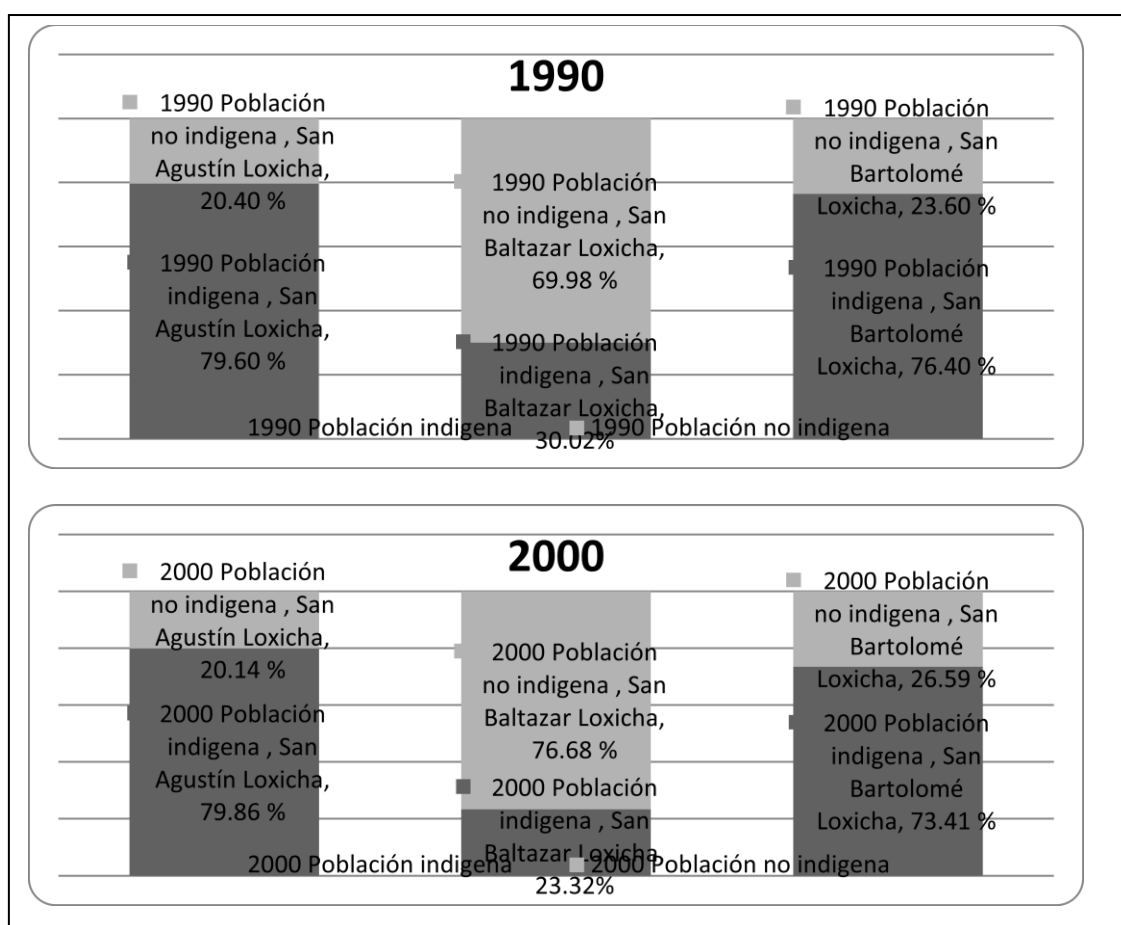 1990
1990 Población
no indigena , San
Agustín Loxicha,
20.40 %
1990 Población
indigena , San
Agustín Loxicha,
79.60 %
1990 Población
no indigena , San
Baltazar Loxicha,
69.98 %
1990 Población
indigena , San
Baltazar Loxicha,
30.02%
1990 Población
no indigena , San
Bartolomé
Loxicha, 23.60 %
1990 Población
indigena , San
Bartolomé
Loxicha, 76.40 %
1990 Población indigena 1990 Población no indigena
2000
2000 Población
no indigena , San
Agustín Loxicha,
20.14 %
2000 Población
indigena , San
Agustín Loxicha,
79.86 %
2000 Población
no indigena , San
Baltazar Loxicha,
76.68 %
2000 Población
indigena , San
Baltazar Loxicha,
23.32%
2000 Población
no indigena , San
Bartolomé
Loxicha, 26.59 %
2000 Población
indigena , San
Bartolomé
Loxicha, 73.41 %
2000 Población indigena 2000 Población no indigena